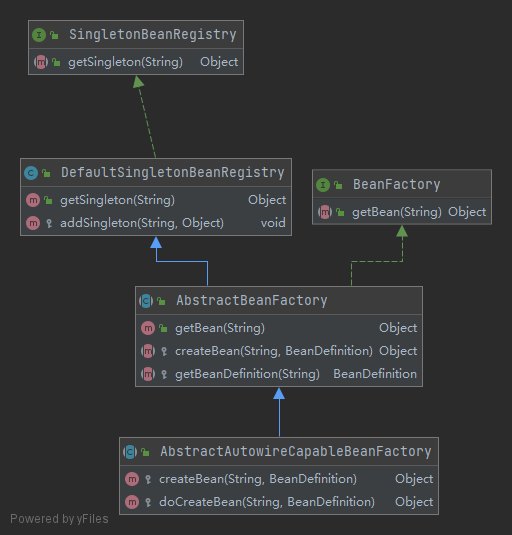 SingletonBeanRegistry
getSingleton(String) Object
DefaultSingletonBeanRegistry
getSingleton(String) Object
addSingleton(String, Object) void
BeanFactory
getBean(String) Object
AbstractBeanFactory
getBean(String) Object
createBean(String, BeanDefinition) Object
getBeanDefinition(String) BeanDefinition
AbstractAutowireCapableBeanFactory
createBean(String, BeanDefinition) Object
doCreateBean(String, BeanDefinition) Object
Powered by yFiles